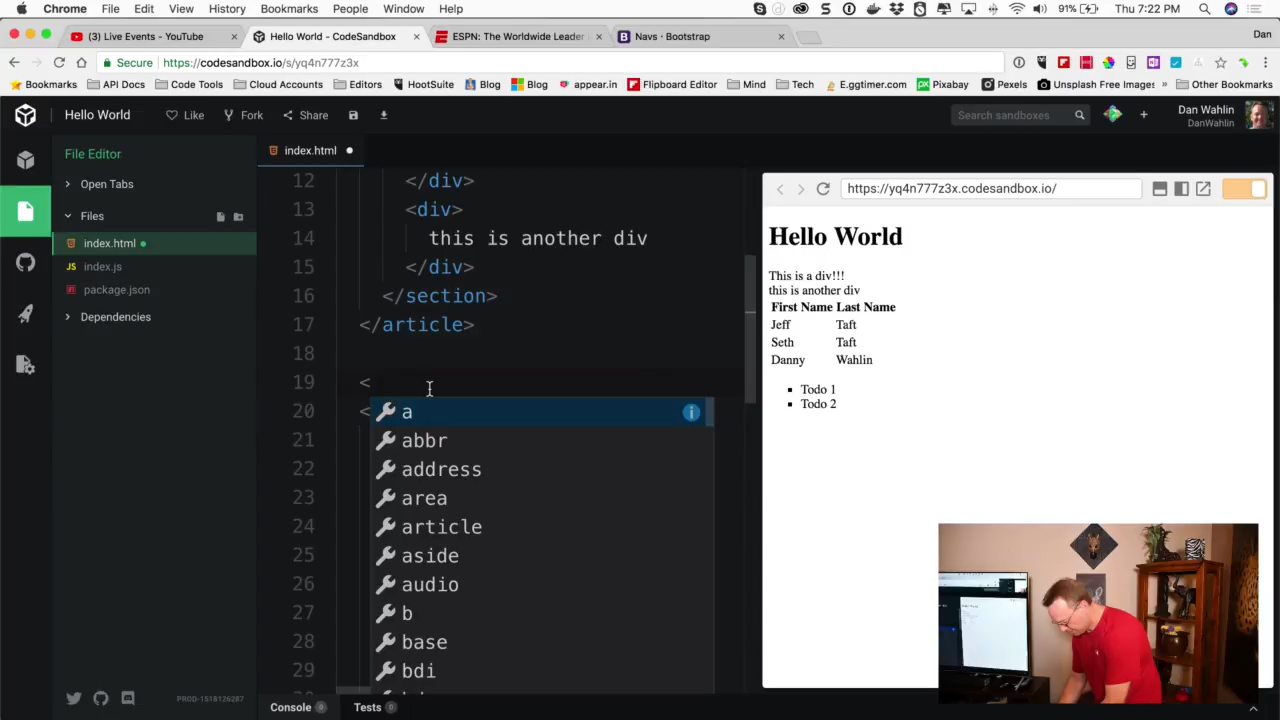 Chrome File Edit View History Bookmarks People Window Help 91% Thu 7:22 PM
(3) Live Events - YouTube Hello World - CodeSandbox ESPN: The Worldwide Leader Navs · Bootstrap Dan
Secure https://codesandbox.io/s/yq4n777z3x
Bookmarks API Docs Code Tools Cloud Accounts Editors HootSuite Blog Blog appear.in Flipboard Editor Mind Tech E.ggtimer.com Pixabay Pexels Unsplash Free Images Other Bookmarks
Hello World Like Fork Share Search sandboxes Dan Wahlin
DanWahlin
File Editor
Open Tabs
Files
index.html
index.js
package.json
Dependencies
PROD-1518126287
index.html
12 </div>
13 <div>
14 this is another div
15 </div>
16 </section>
17 </article>
18
19 <
20 <
21
22
23
24
25
26
27
28
29
a
abbr
address
area
article
aside
audio
b
base
bdi
Console 0 Tests 0
https://yq4n777z3x.codesandbox.io/
Hello World
This is a div!!!
this is another div
First Name Last Name
Jeff Taft
Seth Taft
Danny Wahlin
Todo 1
Todo 2